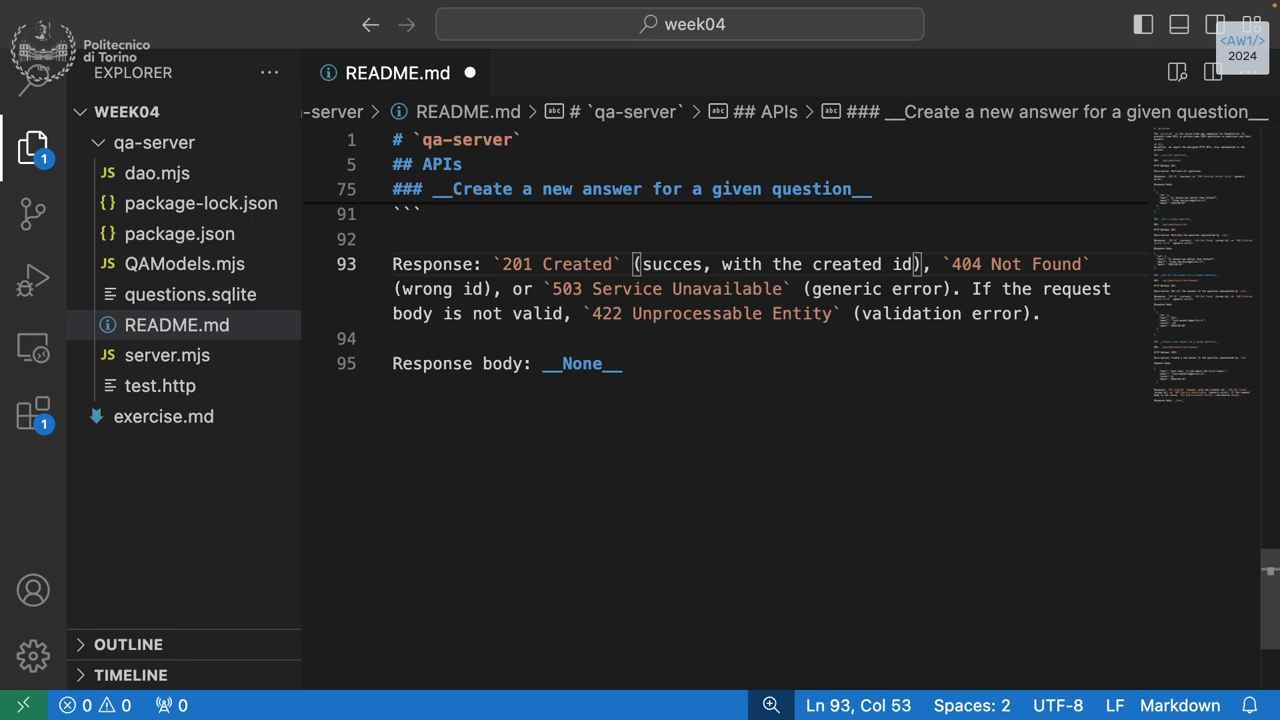 week04
Politecnico
di Torino
<AW1/>
2024
EXPLORER
README.md
WEEK04
qa-server
dao.mjs
package-lock.json
package.json
QAModels.mjs
questions.sqlite
README.md
server.mjs
test.http
exercise.md
OUTLINE
TIMELINE
-server > README.md > # `qa-server` > ## APIs > ### __Create a new answer for a given question__
1 # `qa-server`
5 ## APIs
75 ### __Create a new answer for a given question__
91 ```
92
93 Response: `201 Created` (succes, with the created id), `404 Not Found`
(wrong id) or `503 Service Unavailable` (generic error). If the request
body is not valid, `422 Unprocessable Entity` (validation error).
94
95 Response body: __None__
1
1
0 0 0 Ln 93, Col 53 Spaces: 2 UTF-8 LF Markdown